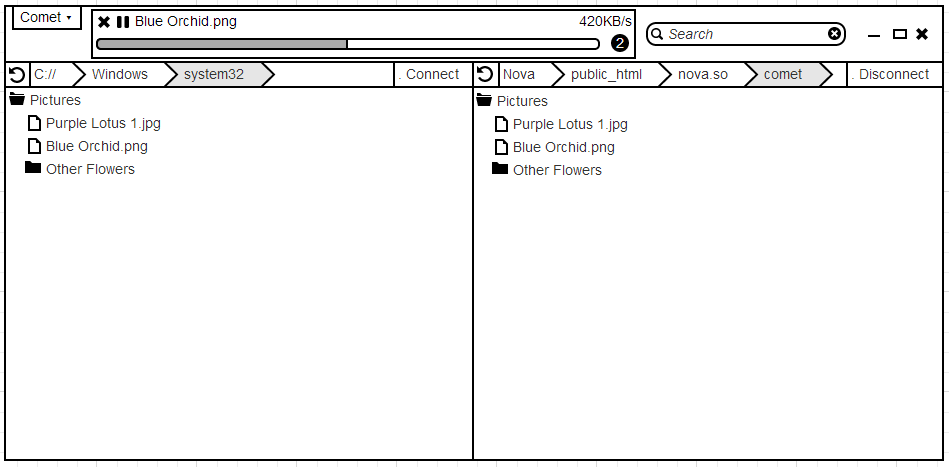 Comet
Blue Orchid.png 420KB/s
2
Search
C:// Windows system32 . Connect
Nova public_html nova.so comet . Disconnect
Pictures
Purple Lotus 1.jpg
Blue Orchid.png
Other Flowers
Pictures
Purple Lotus 1.jpg
Blue Orchid.png
Other Flowers